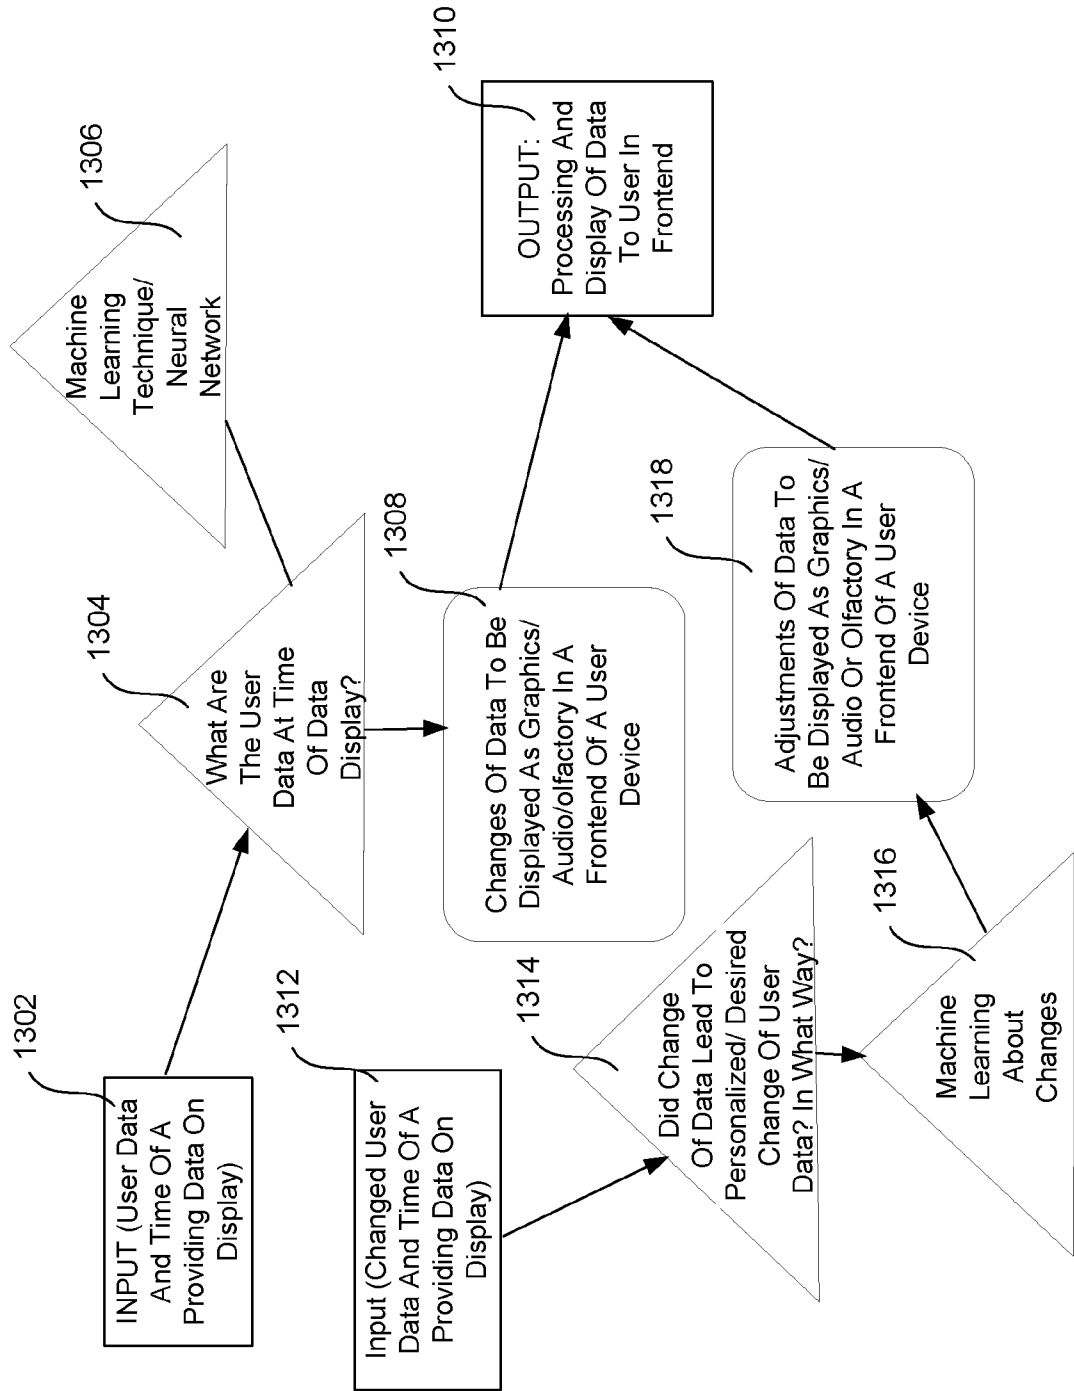 1302
INPUT (User Data
And Time Of A
Providing Data On
Display)
1304
What Are
The User
Data At Time
Of Data
Display?
1306
Machine
Learning
Technique/
Neural
Network
1308
Changes Of Data To Be
Displayed As Graphics/
Audio/olfactory In A
Frontend Of A User
Device
1310
OUTPUT:
Processing And
Display Of Data
To User In
Frontend
1312
Input (Changed User
Data And Time Of A
Providing Data On
Display)
1314
Did Change
Of Data Lead To
Personalized/ Desired
Change Of User
Data? In What Way?
1316
Machine
Learning
About
Changes
1318
Adjustments Of Data To
Be Displayed As Graphics/
Audio Or Olfactory In A
Frontend Of A User
Device